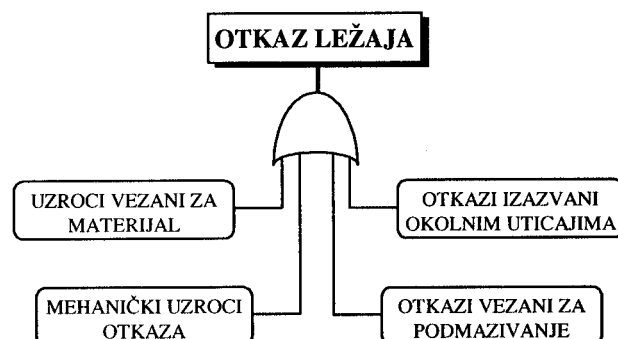 OTKAZ LEŽAJA
UZROCI VEZANI ZA
MATERIJAL
OTKAZI IZAZVANI
OKOLNIM UTICAJIMA
MEHANIČKI UZROCI
OTKAZA
OTKAZI VEZANI ZA
PODMAZIVANJE